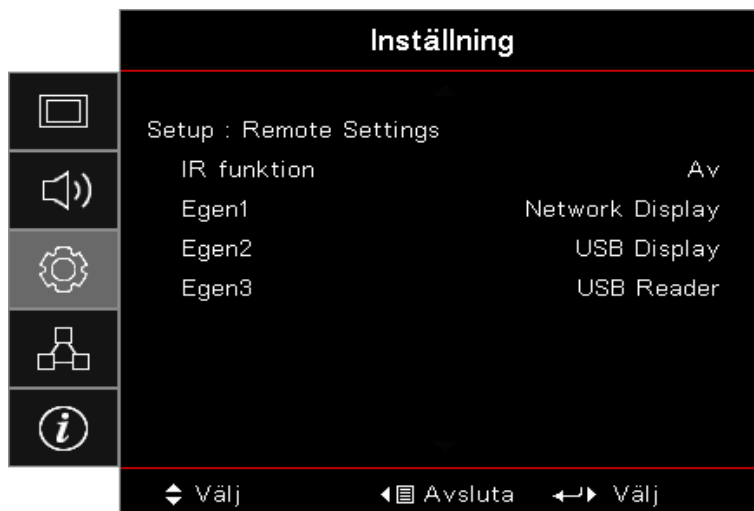 Inställning
Setup : Remote Settings
IR funktion Av
Egen1 Network Display
Egen2 USB Display
Egen3 USB Reader
Välj Avsluta Välj